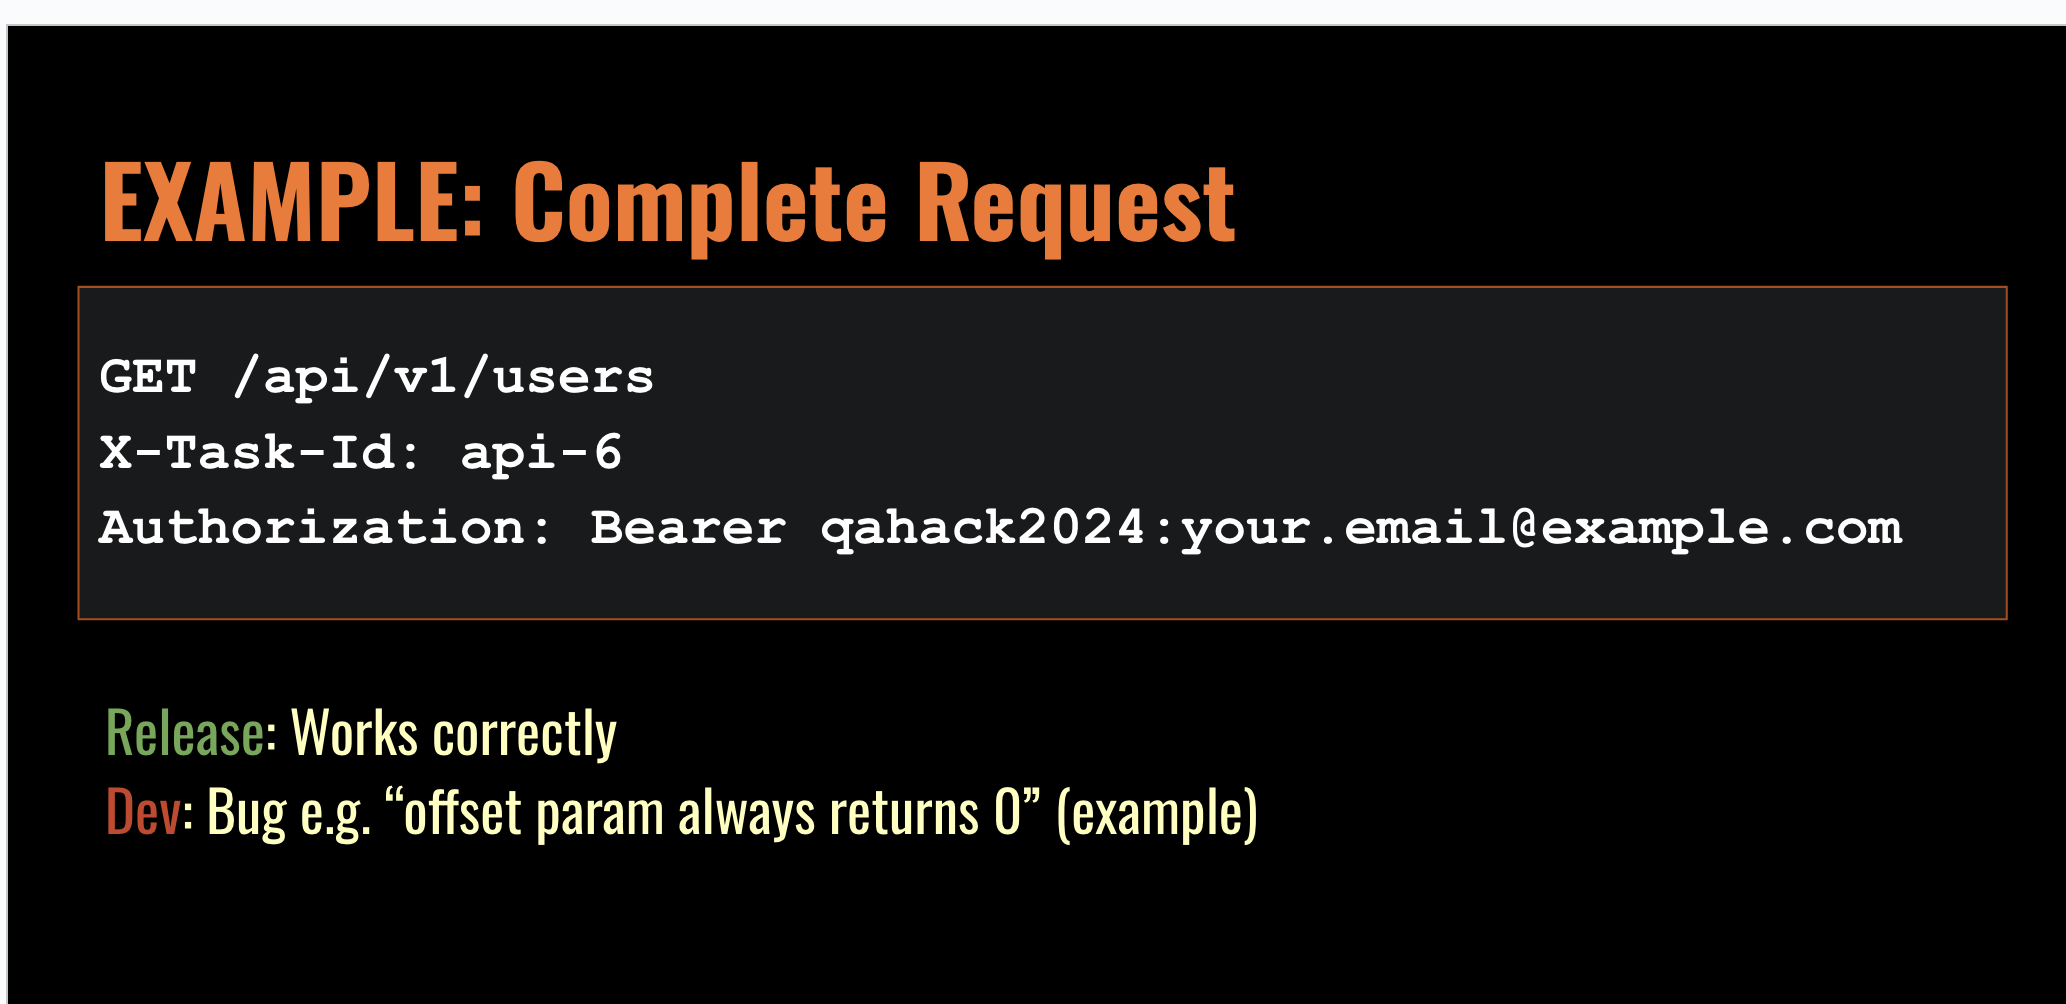 EXAMPLE: Complete Request
GET /api/v1/users
X-Task-Id: api-6
Authorization: Bearer qahack2024:your.email@example.com
Release: Works correctly
Dev: Bug e.g. “offset param always returns 0” (example)